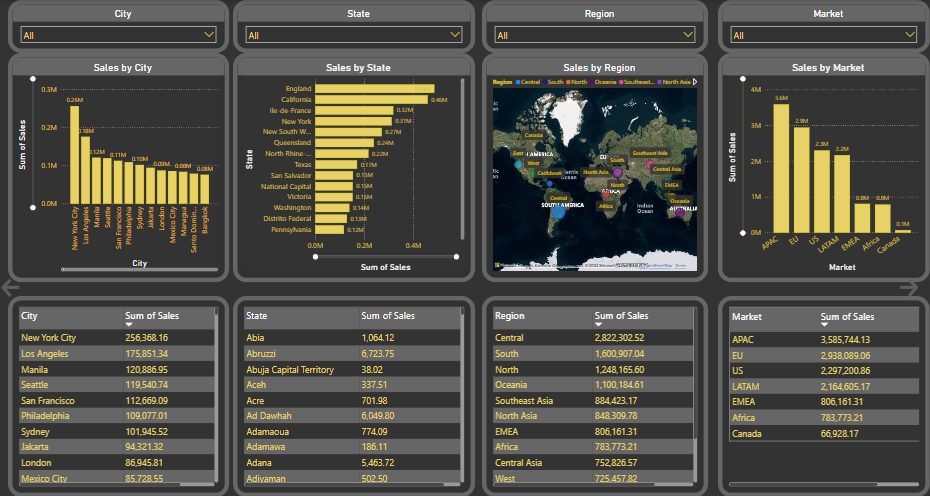 City
State
Region
Market
All
All
All
All
Sales by City
Sum of Sales
0.3M
0.2M
0.1M
0.0M
0.26M
0.18M
0.12M
0.12M
0.11M
0.10M
0.09M
0.08M
0.08M
New York City
Los Angeles
Manila
Seattle
San Francisco
Philadelphia
Sydney
Jakarta
London
Mexico City
Managua
Santo Domin...
Bangkok
City
Sales by State
State
England
California
Ile-de-France
New York
New South W...
Queensland
North Rhine-...
Texas
San Salvador
National Capital
Victoria
Washington
Distrito Federal
Pennsylvania
0.46M
0.32M
0.31M
0.27M
0.24M
0.22M
0.17M
0.16M
0.16M
0.16M
0.14M
0.13M
0.12M
0.0M
0.2M
0.4M
Sum of Sales
Sales by Region
Region
Central
South
North
Oceania
Southeast...
North Asia
Canada
East
West
Caribbean
Central
South
North Asia
North
Africa
Southeast Asia
Central Asia
EMEA
Oceania
EU
SOUTH AMERICA
Indian
Ocean
Sales by Market
Sum of Sales
4M
3M
2M
1M
0M
3.6M
2.9M
2.3M
2.2M
0.8M
0.8M
0.1M
APAC
EU
US
LATAM
EMEA
Africa
Canada
Market
City Sum of Sales
New York City 256,368.16
Los Angeles 175,851.34
Manila 120,886.95
Seattle 119,540.74
San Francisco 112,669.09
Philadelphia 109,077.01
Sydney 101,945.52
Jakarta 94,321.32
London 86,945.81
Mexico City 85,728.55
State Sum of Sales
Abia 1,064.12
Abruzzi 6,723.75
Abuja Capital Territory 38.02
Aceh 337.51
Acre 701.98
Ad Dawhah 6,049.80
Adamaoua 774.09
Adamawa 186.11
Adana 5,463.72
Adiyaman 502.50
Region Sum of Sales
Central 2,822,302.52
South 1,600,907.04
North 1,248,165.60
Oceania 1,100,184.61
Southeast Asia 884,423.17
North Asia 848,309.78
EMEA 806,161.31
Africa 783,773.21
Central Asia 752,826.57
West 725,457.82
Market Sum of Sales
APAC 3,585,744.13
EU 2,938,089.06
US 2,297,200.86
LATAM 2,164,605.17
EMEA 806,161.31
Africa 783,773.21
Canada 66,928.17